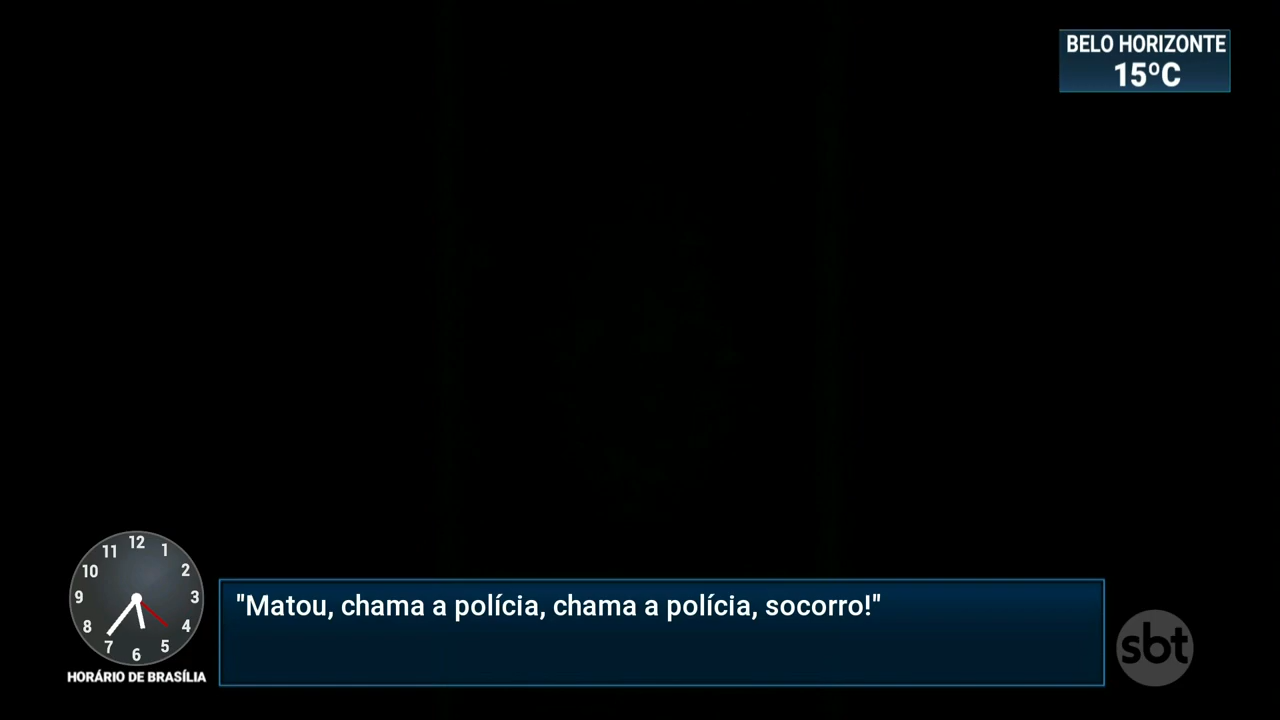 BELO HORIZONTE
15ºC
12
11
1
10
2
9
3
8
4
7
5
6
HORÁRIO DE BRASÍLIA
"Matou, chama a polícia, chama a polícia, socorro!"
sbt